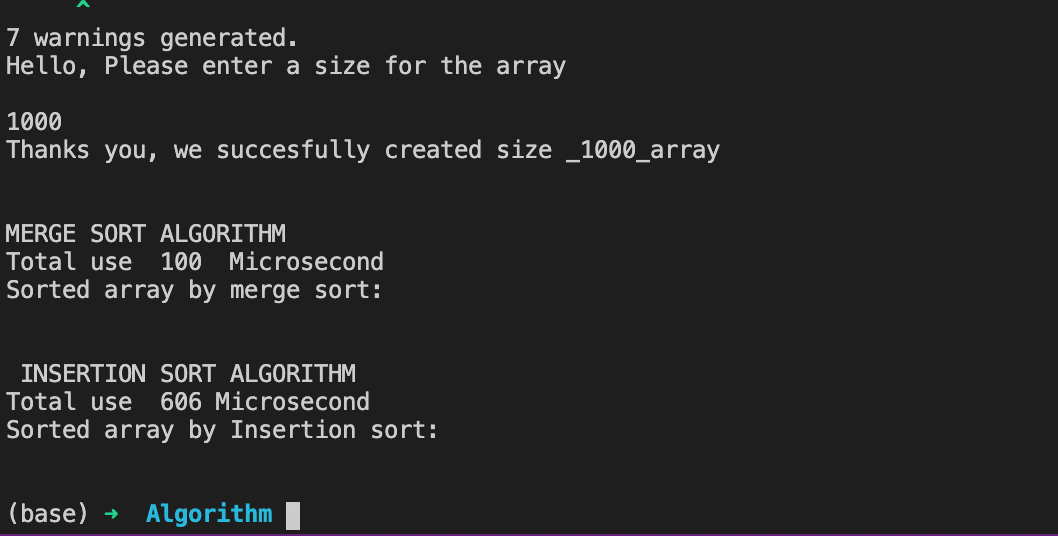 ^
7 warnings generated.
Hello, Please enter a size for the array
1000
Thanks you, we succesfully created size _1000_array
MERGE SORT ALGORITHM
Total use  100  Microsecond
Sorted array by merge sort:
 INSERTION SORT ALGORITHM
Total use  606 Microsecond
Sorted array by Insertion sort:
(base) ➜  Algorithm